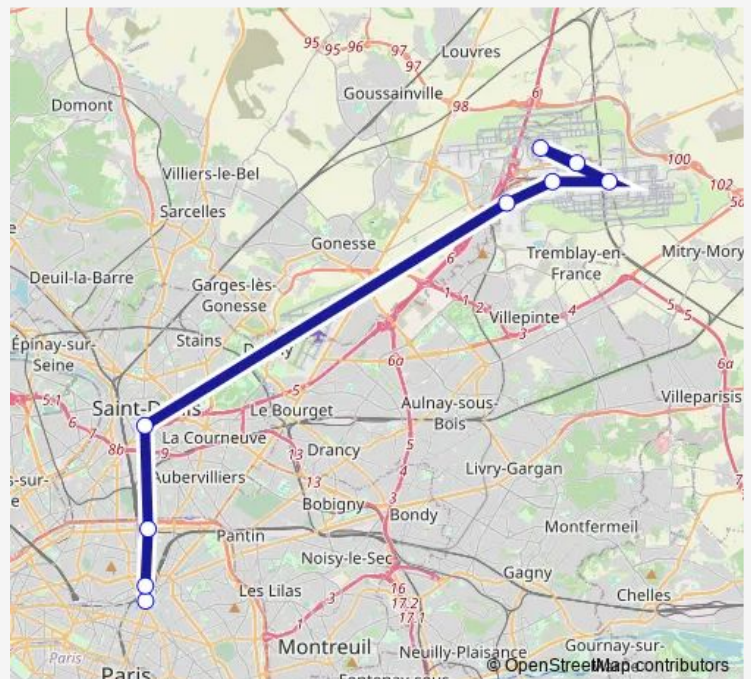 95
95-96
97
97
Louvres
6
Domont
Goussainville
98
100
Villiers-le-Bel
102
Sarcelles
5d
e
Gonesse
Tremblay-en-
France
Mitry-Mory
Deuil-la-Barre
Garges-lès-
Gonesse
6
1
1
2
4
5
5
Villepinte
3
Épinay-sur-
Seine
Stains
6a
6a
5.1
6
1
8b
9
5
Le Bourget
Aulnay-sous-
Bois
Villeparisis
La Courneuve
13
5
Drancy
4
7
s-sur-
e
Aubervilliers
13
Livry-Gargan
Bobigny
3
Bondy
Montfermeil
Pantin
Noisy-le-Sec
Gagny
Les Lilas
16
17.2
17.1
3
1
Chelles
Montreuil
Neuilly-Plaisance
Gournay-sur-
Paris
Paris
© OpenStreetMap contributors